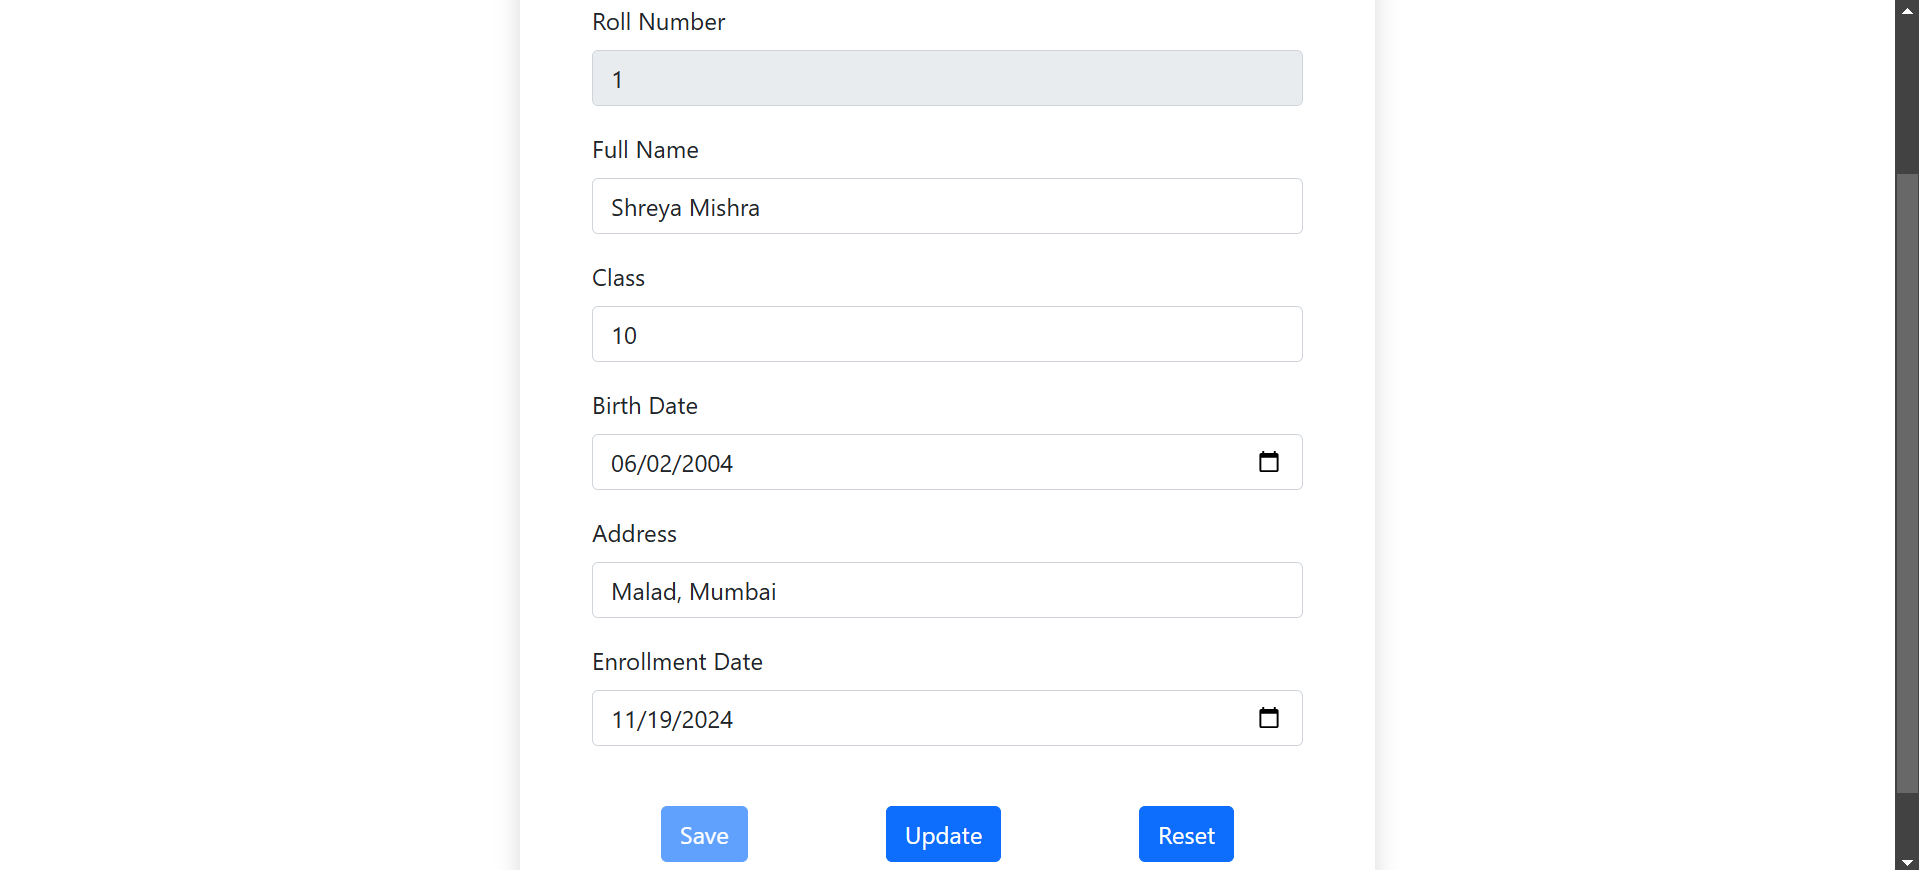 Roll Number
1
Full Name
Shreya Mishra
Class
10
Birth Date
06/02/2004
Address
Malad, Mumbai
Enrollment Date
11/19/2024
Save Update Reset